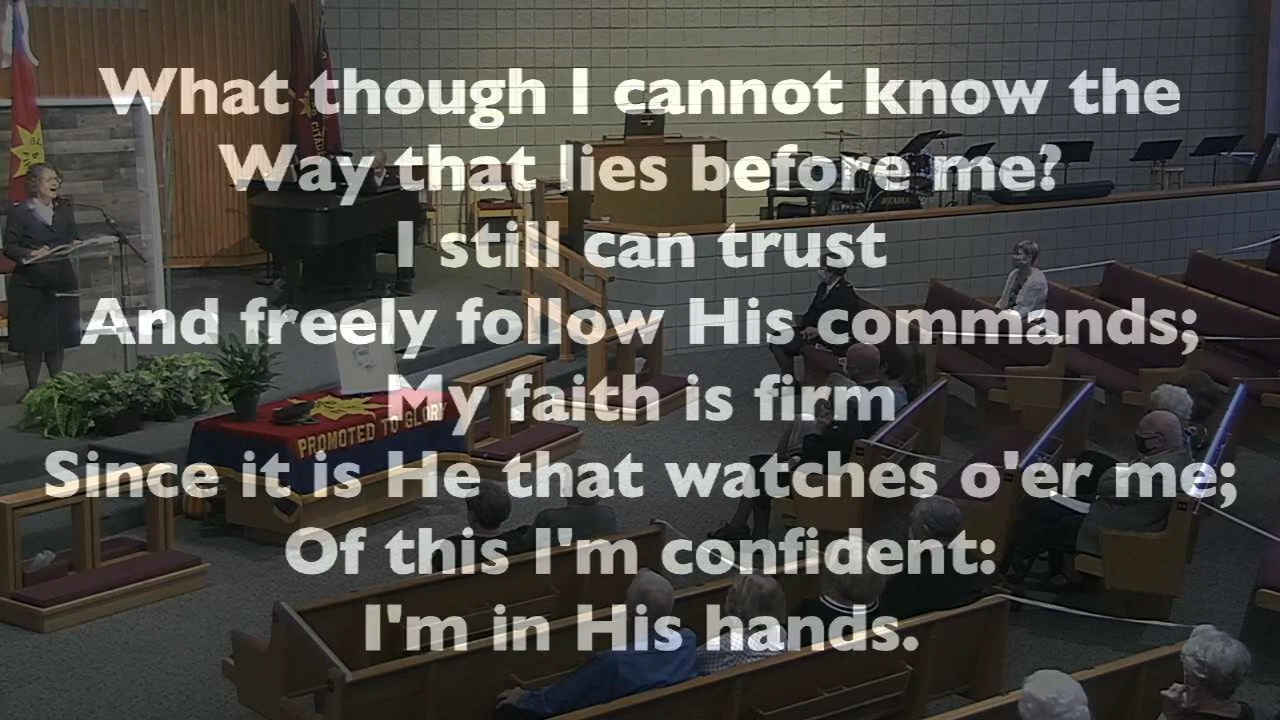 What though I cannot know the
Way that lies before me?
I still can trust
And freely follow His commands;
My faith is firm
Since it is He that watches o'er me;
Of this I'm confident:
I'm in His hands.
PROMOTED TO GLORY
TAMA